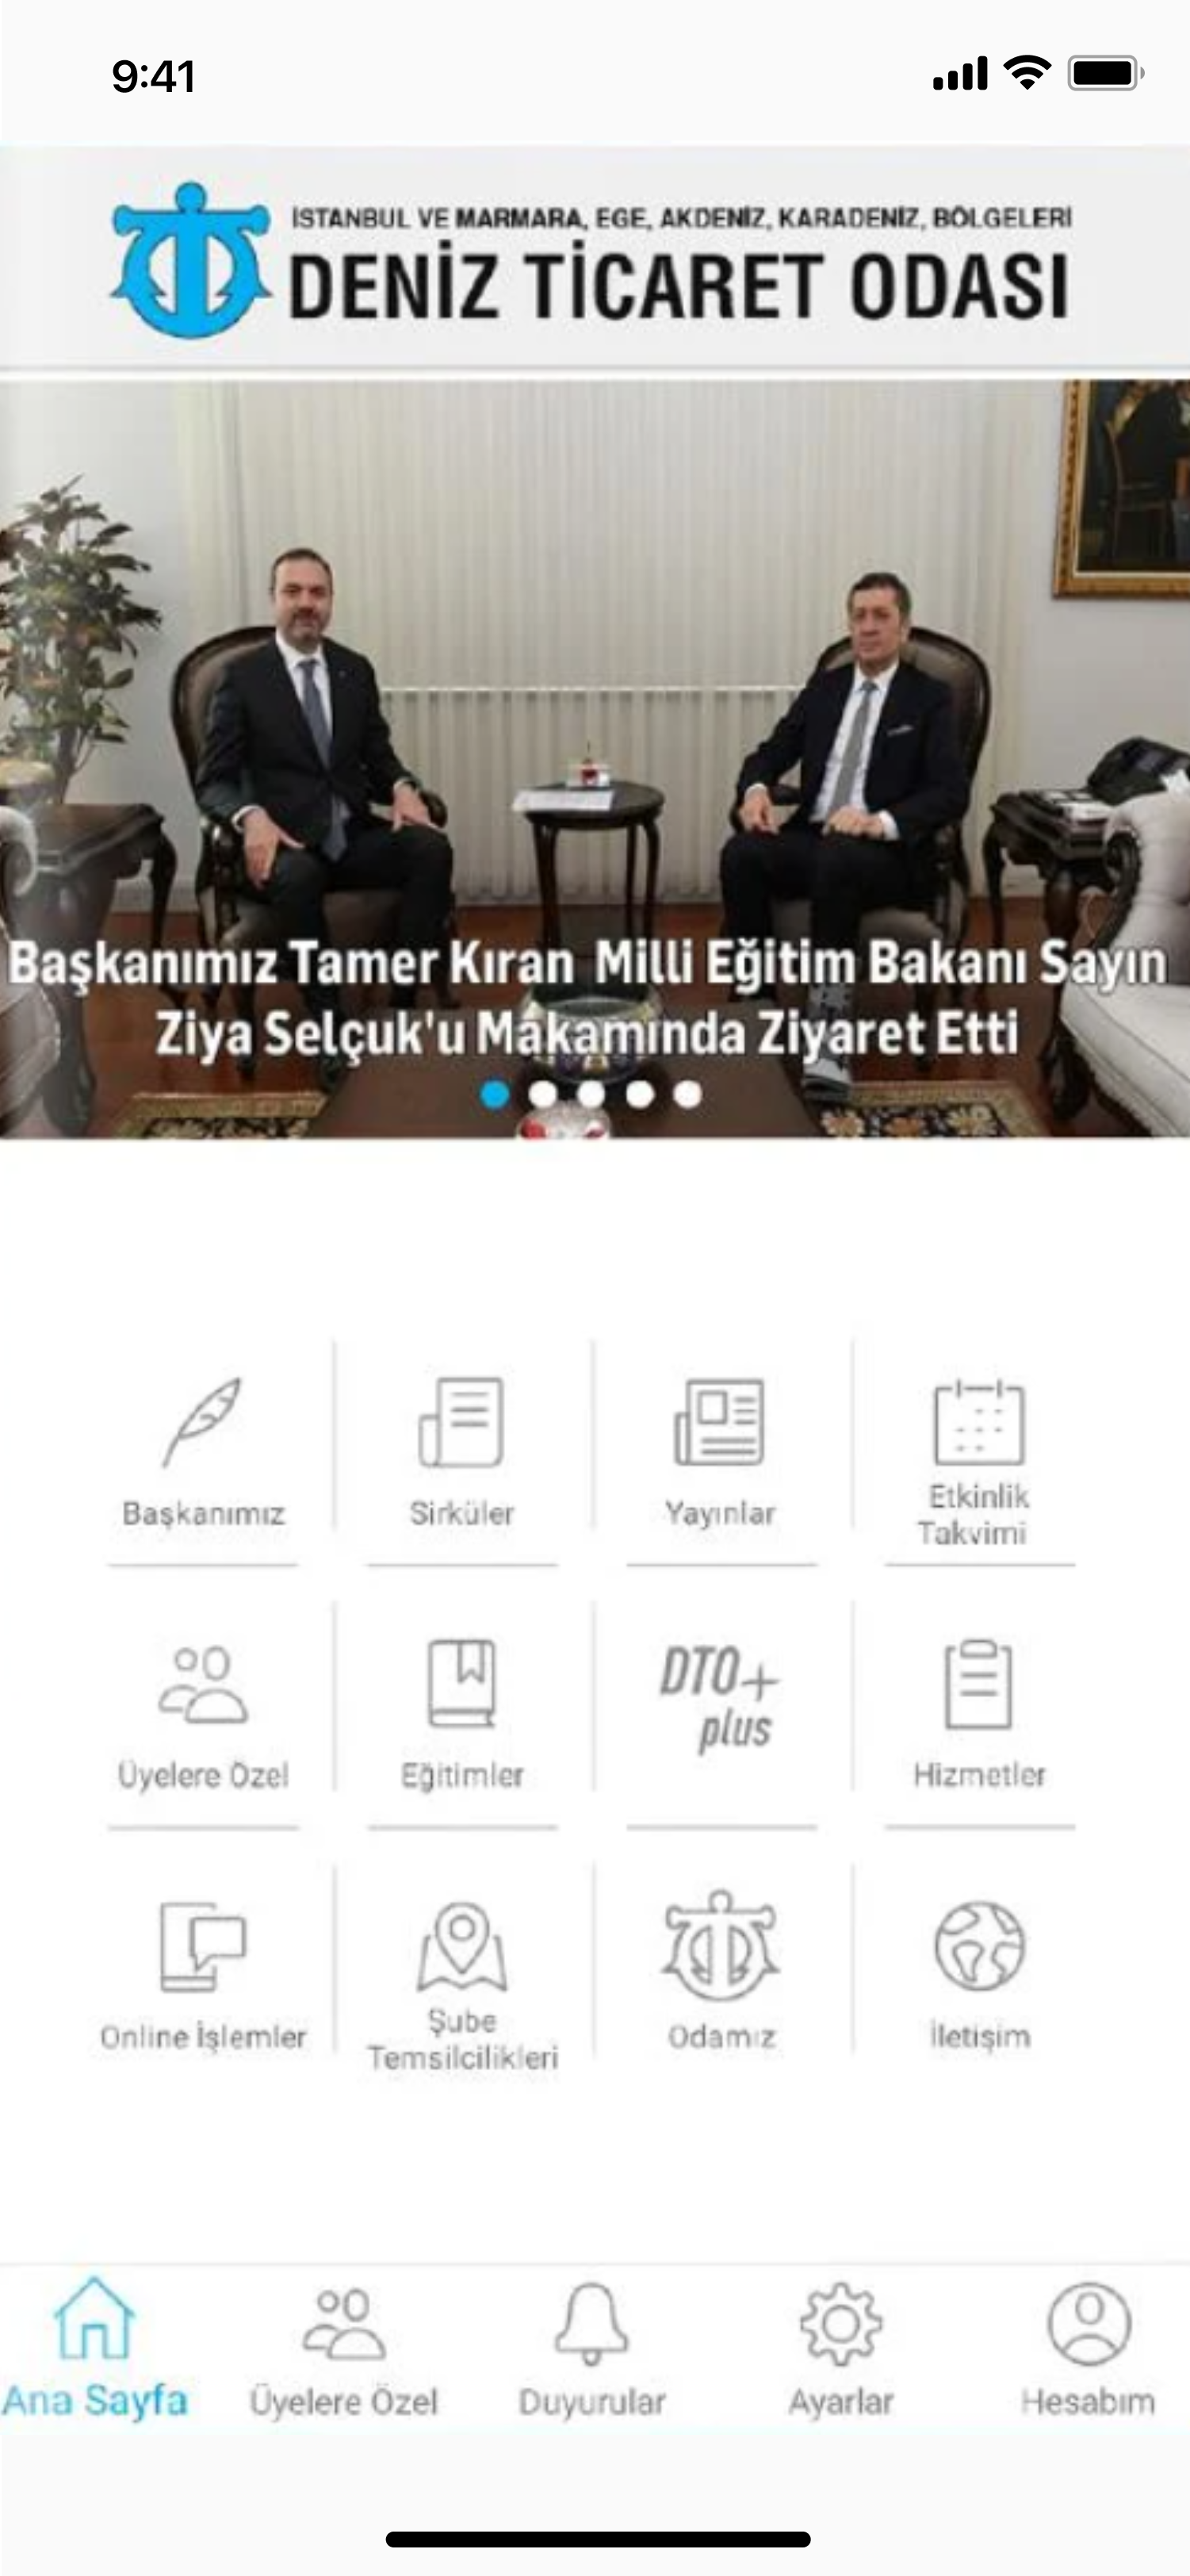 9:41
İSTANBUL VE MARMARA, EGE, AKDENİZ, KARADENİZ, BÖLGELERİ
DENİZ TİCARET ODASI
Başkanımız Tamer Kıran Milli Eğitim Bakanı Sayın
Ziya Selçuk'u Makamında Ziyaret Etti
Başkanımız
Sirküler
Yayınlar
Etkinlik
Takvimi
Üyelere Özel
Eğitimler
DTO+
plus
Hizmetler
Online İşlemler
Şube
Temsilcilikleri
Odamız
İletişim
Ana Sayfa
Üyelere Özel
Duyurular
Ayarlar
Hesabım